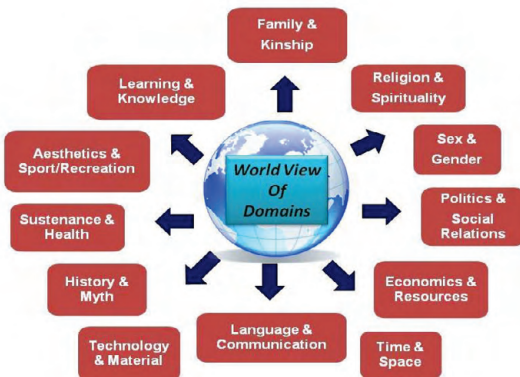 Family &
Kinship
Learning &
Knowledge
Religion &
Spirituality
Aesthetics &
Sport/Recreation
Sex &
Gender
World View
Of
Domains
Sustenance &
Health
Politics &
Social
Relations
History &
Myth
Economics &
Resources
Technology
& Material
Language &
Communication
Time &
Space